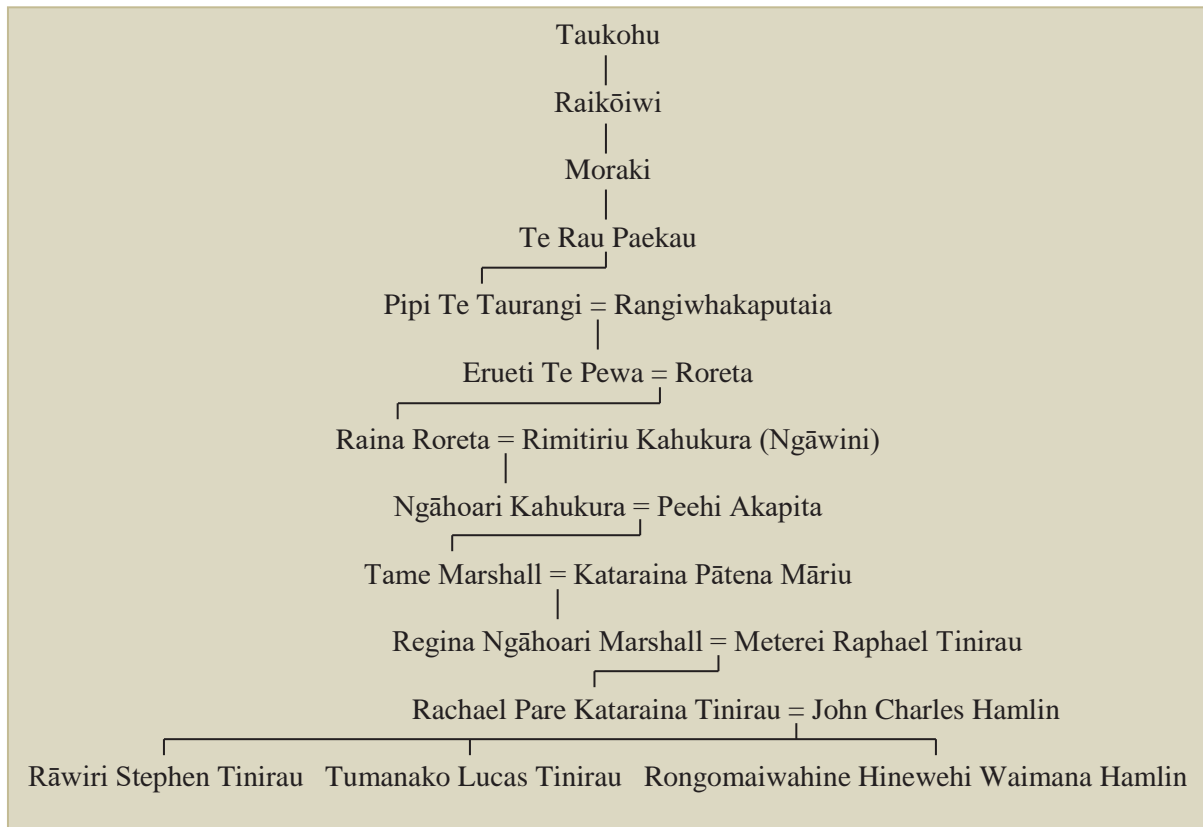 Taukohu
Raikōiwi
Moraki
Te Rau Paekau
Pipi Te Taurangi = Rangiwhakaputaia
Erueti Te Pewa = Roreta
Raina Roreta = Rimitiriu Kahukura (Ngāwini)
Ngāhoari Kahukura = Peehi Akapita
Tame Marshall = Kataraina Pātena Māriu
Regina Ngāhoari Marshall = Meterei Raphael Tinirau
Rachael Pare Kataraina Tinirau = John Charles Hamlin
Rāwiri Stephen Tinirau Tumanako Lucas Tinirau Rongomaiwahine Hinewehi Waimana Hamlin